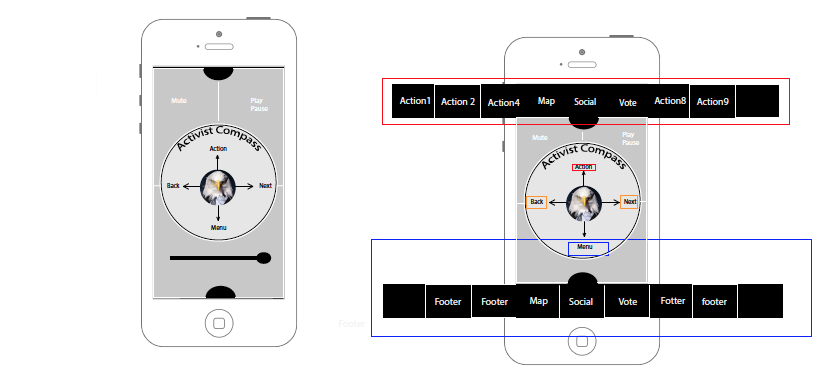 Mute
Play
Pause
Activist Compass
Action
Back
Next
Menu
Action1
Action 2
Action4
Map
Social
Vote
Action8
Action9
Mute
Play
Pause
Activist Compass
Action
Back
Next
Menu
Footer
Footer
Footer
Map
Social
Vote
Fotter
footer